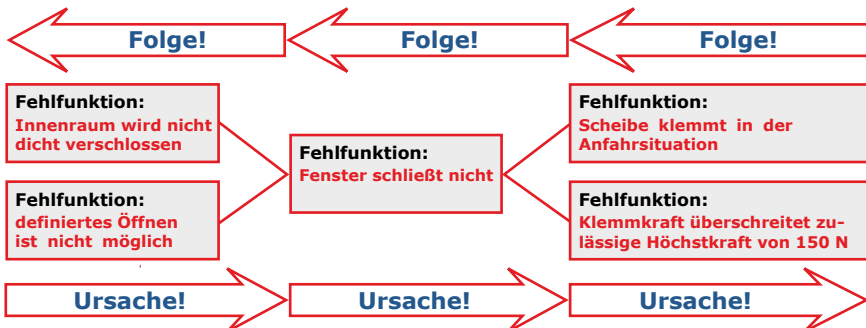 Folge!
Folge!
Folge!
Fehlfunktion:
Innenraum wird nicht
dicht verschlossen
Fehlfunktion:
definiertes Öffnen
ist nicht möglich
Fehlfunktion:
Fenster schließt nicht
Fehlfunktion:
Scheibe klemmt in der
Anfahrsituation
Fehlfunktion:
Klemmkraft überschreitet zu-
lässige Höchstkraft von 150 N
Ursache!
Ursache!
Ursache!